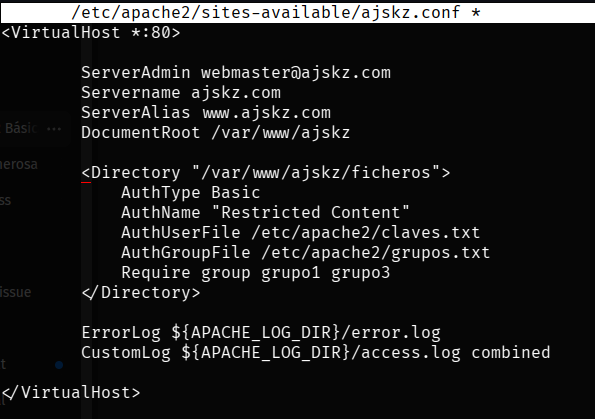 /etc/apache2/sites-available/ajskz.conf *
<VirtualHost *:80>
ServerAdmin webmaster@ajskz.com
Servername ajskz.com
ServerAlias www.ajskz.com
DocumentRoot /var/www/ajskz
<Directory "/var/www/ajskz/ficheros">
AuthType Basic
AuthName "Restricted Content"
AuthUserFile /etc/apache2/claves.txt
AuthGroupFile /etc/apache2/grupos.txt
Require group grupo1 grupo3
</Directory>
ErrorLog ${APACHE_LOG_DIR}/error.log
CustomLog ${APACHE_LOG_DIR}/access.log combined
</VirtualHost>